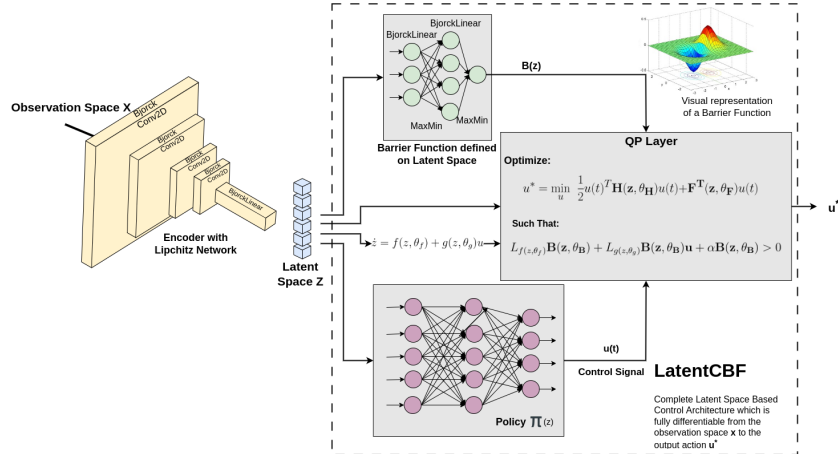 Observation Space X
Bjorck
Conv2D
Bjorck
Conv2D
Bjorck
Conv2D
Bjorck
Conv2D
BjorckLinear
Encoder with
Lipchitz Network
Latent
Space Z
BjorckLinear
BjorckLinear
MaxMin
MaxMin
Barrier Function defined
on Latent Space
B(z)
Visual representation
of a Barrier Function
QP Layer
Optimize:
u* = min_u 1/2 u(t)^T H(z, θ_H)u(t)+F^T(z, θ_F)u(t)
Such That:
L_{f(z,θ_f)}B(z, θ_B) + L_{g(z,θ_g)}B(z, θ_B)u + αB(z, θ_B) > 0
u*
ż = f(z, θ_f) + g(z, θ_g)u
Policy π(z)
u(t)
Control Signal
LatentCBF
Complete Latent Space Based
Control Architecture which is
fully differentiable from the
observation space x to the
output action u*